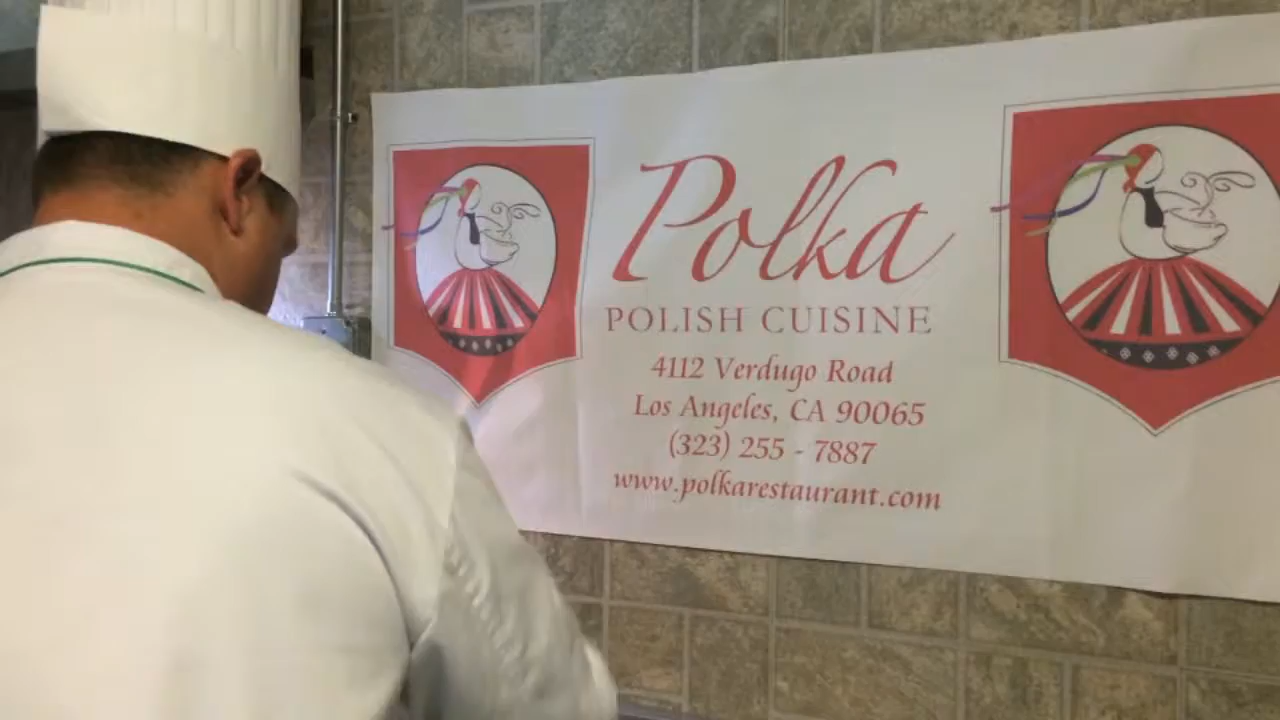 Polka
POLISH CUISINE
4112 Verdugo Road
Los Angeles, CA 90065
(323) 255 - 7887
www.polkarestaurant.com